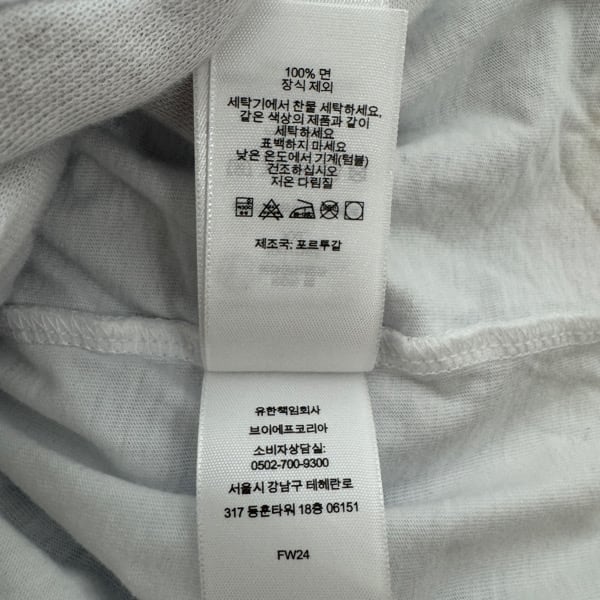 100% 면
장식 제외
세탁기에서 찬물 세탁하세요,
같은 색상의 제품과 같이
세탁하세요
표백하지 마세요
낮은 온도에서 기계(텀블)
건조하십시오
저온 다림질
제조국: 포르투갈
유한책임회사
브이에프코리아
소비자상담실:
0502-700-9300
서울시 강남구 테헤란로
317 동훈타워 18층 06151
FW24